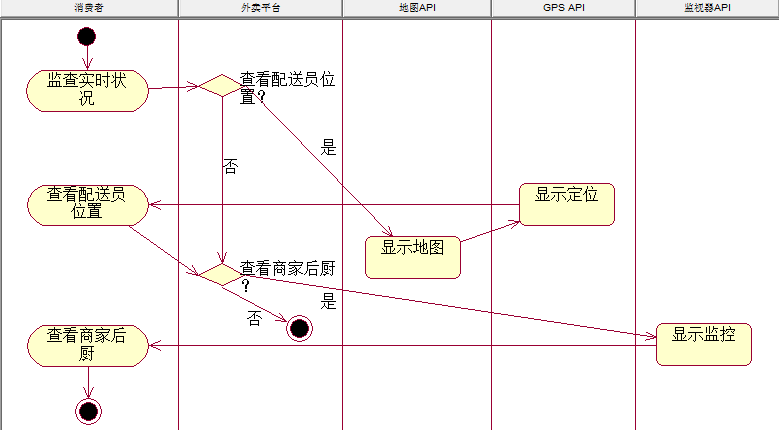 消费者
外卖平台
地图API
GPS API
监视器API
监查实时状
况
查看配送员位
置？
是
否
查看配送员
位置
显示定位
显示地图
查看商家后厨
？
是
否
查看商家后
厨
显示监控